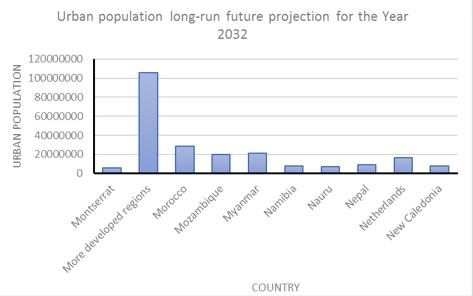 Urban population long-run future projection for the Year
2032
URBAN POPULATION
120000000
100000000
80000000
60000000
40000000
20000000
0
Montserrat
More developed regions
Morocco
Mozambique
Myanmar
Namibia
Nauru
Nepal
Netherlands
New Caledonia
COUNTRY